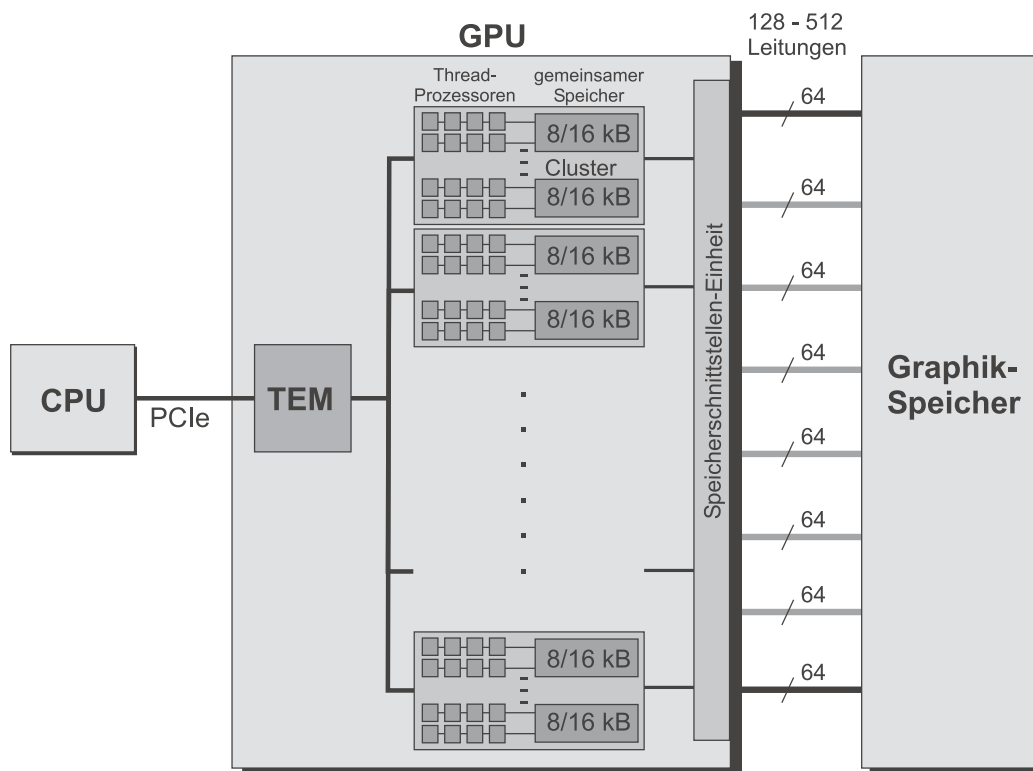 GPU
128 - 512
Leitungen
Thread-
Prozessoren
gemeinsamer
Speicher
8/16 kB
Cluster
8/16 kB
8/16 kB
8/16 kB
8/16 kB
8/16 kB
CPU
PCIe
TEM
Speicherschnittstellen-Einheit
64
64
64
64
64
64
64
64
Graphik-
Speicher